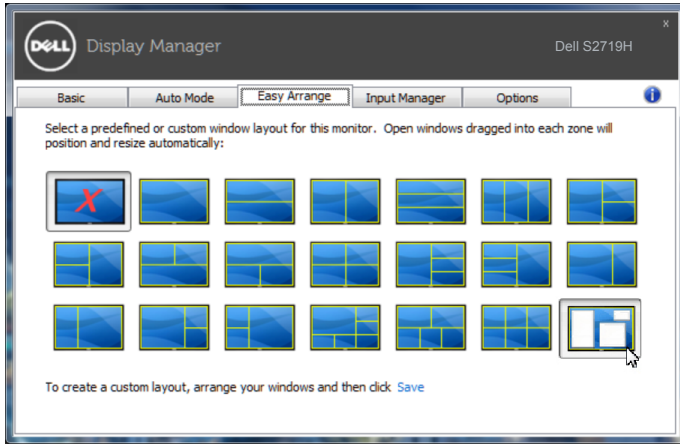 DELL Display Manager
Dell S2719H
x
Basic Auto Mode Easy Arrange Input Manager Options i
Select a predefined or custom window layout for this monitor. Open windows dragged into each zone will
position and resize automatically:
X
To create a custom layout, arrange your windows and then click Save